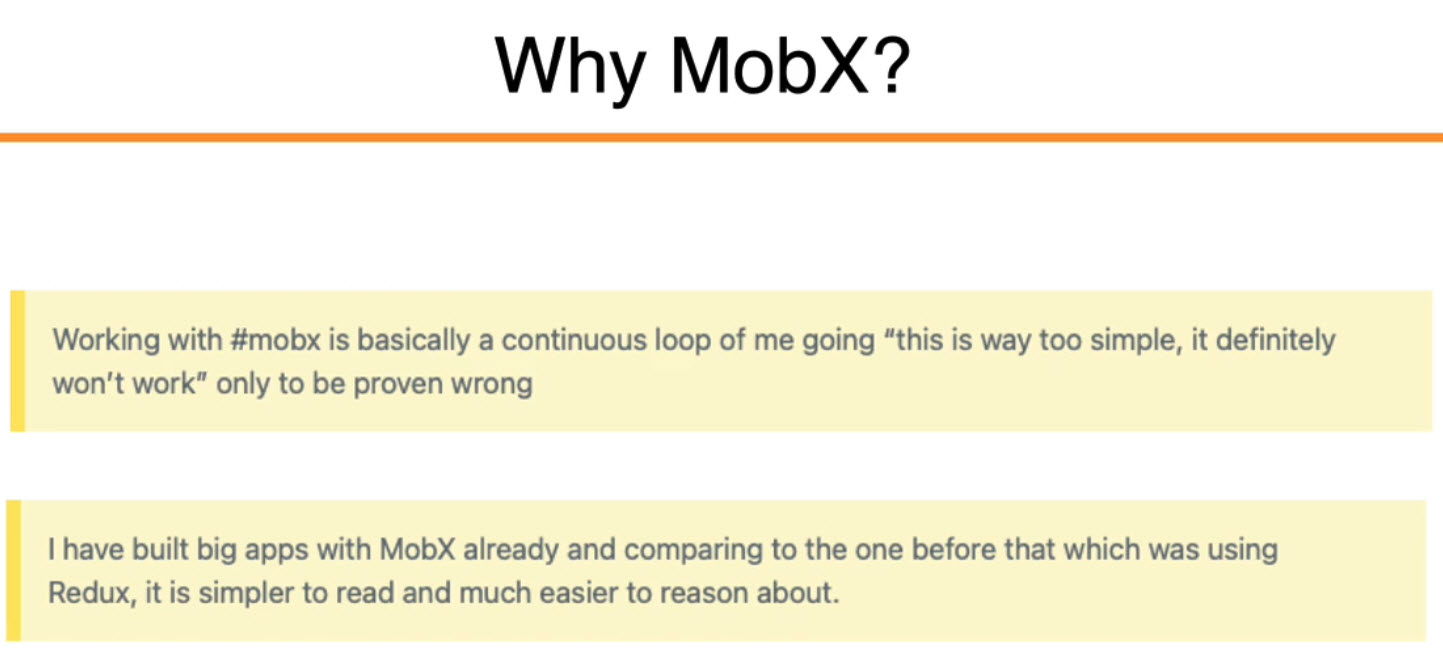 Why MobX?
Working with #mobx is basically a continuous loop of me going “this is way too simple, it definitely
won’t work” only to be proven wrong
I have built big apps with MobX already and comparing to the one before that which was using
Redux, it is simpler to read and much easier to reason about.